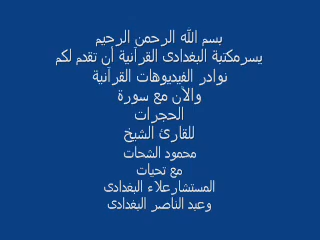 بسم الله الرحمن الرحيم
يسرمكتبة البغدادى القرآنية أن تقدم لكم
نوادر الفيديوهات القرآنية
والآن مع سورة
الحجرات
للقارئ الشيخ
محمود الشحات
مع تحيات
المستشارعلاء البغدادى
وعبد الناصر البغدادى